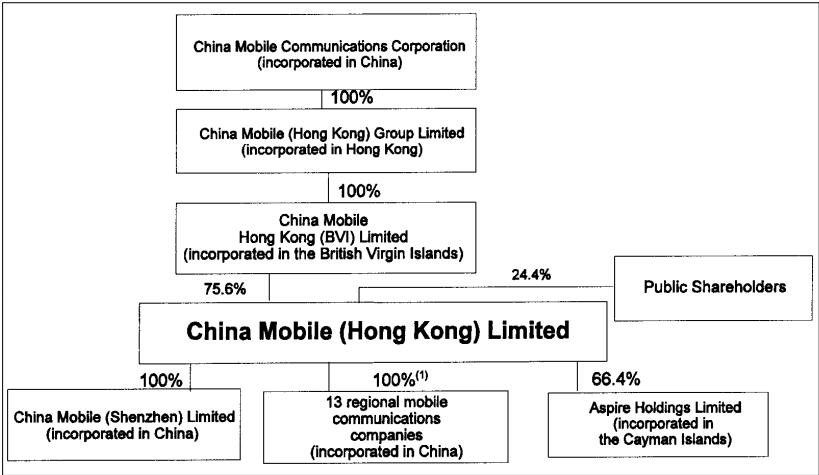 China Mobile Communications Corporation
(incorporated in China)
100%
China Mobile (Hong Kong) Group Limited
(incorporated in Hong Kong)
100%
China Mobile
Hong Kong (BVI) Limited
(incorporated in the British Virgin Islands)
75.6%
24.4%
Public Shareholders
China Mobile (Hong Kong) Limited
100%
100%(1)
66.4%
China Mobile (Shenzhen) Limited
(incorporated in China)
13 regional mobile
communications
companies
(incorporated in China)
Aspire Holdings Limited
(incorporated in
the Cayman Islands)